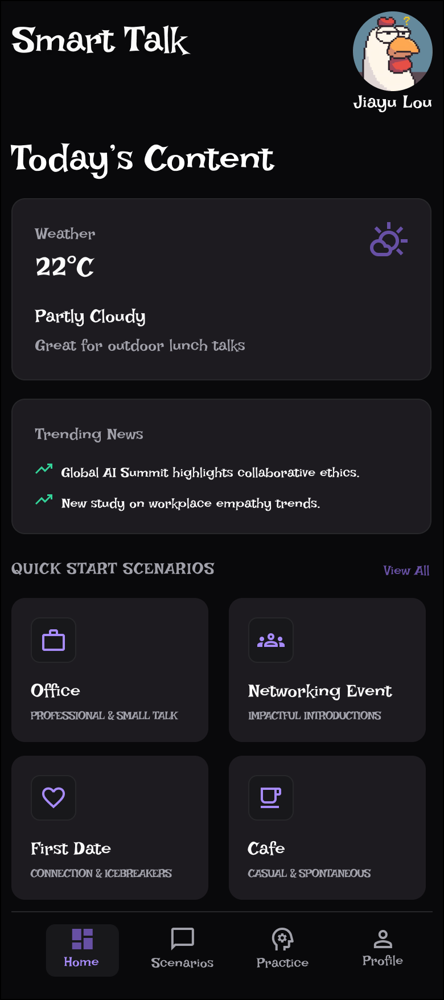 Smart Talk
?
Jiayu Lou
Today's Content
Weather
22°C
Partly Cloudy
Great for outdoor lunch talks
Trending News
Global AI Summit highlights collaborative ethics.
New study on workplace empathy trends.
QUICK START SCENARIOS
View All
Office
PROFESSIONAL & SMALL TALK
Networking Event
IMPACTFUL INTRODUCTIONS
First Date
CONNECTION & ICEBREAKERS
Cafe
CASUAL & SPONTANEOUS
Home
Scenarios
Practice
Profile